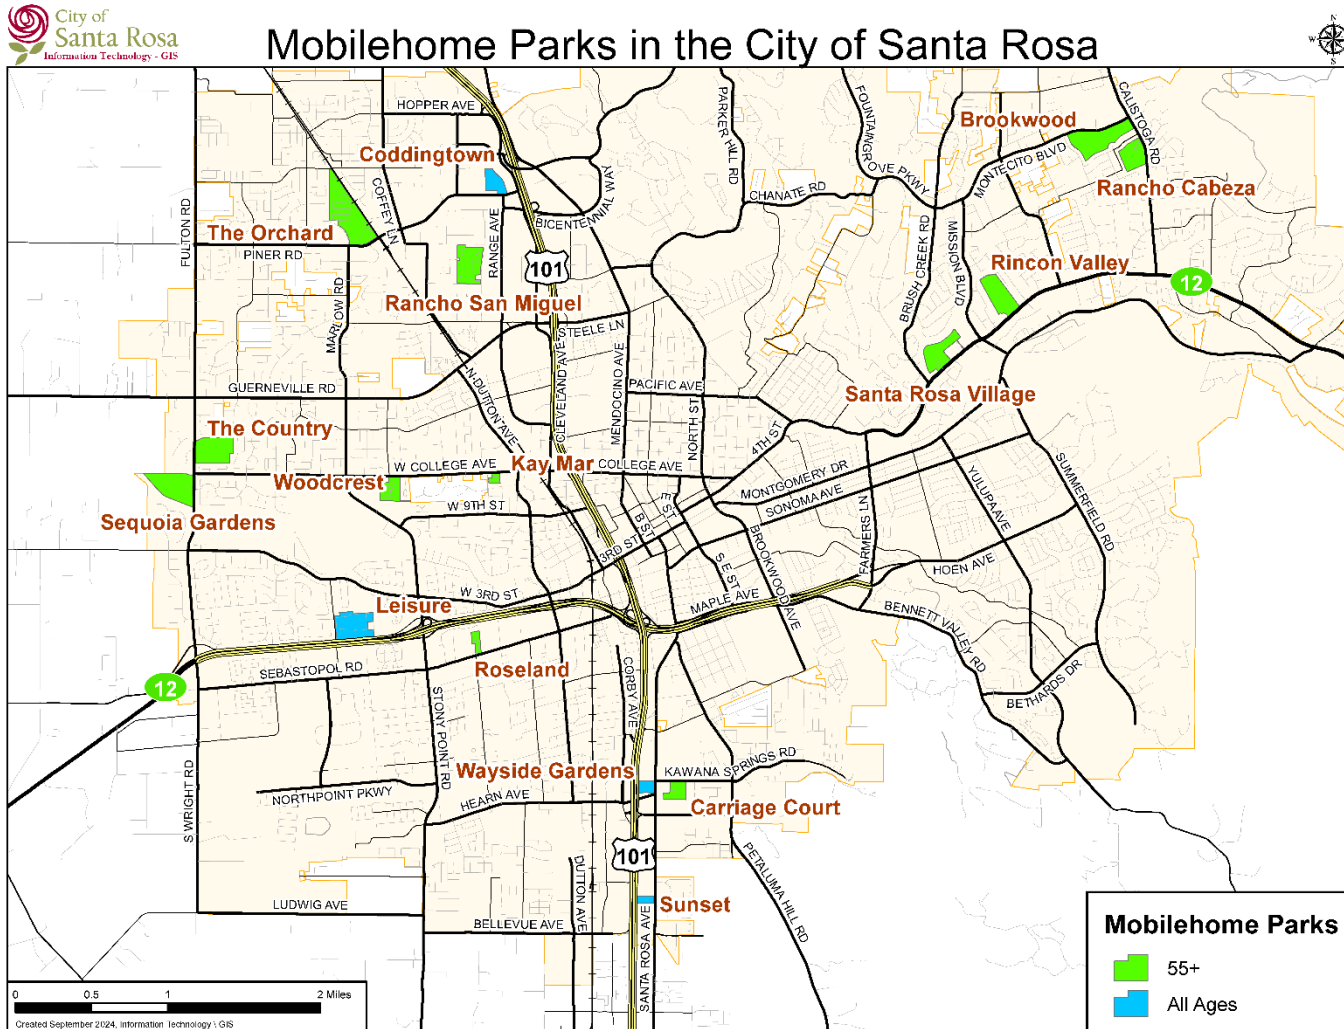 City of
Santa Rosa
Information Technology - GIS
Mobilehome Parks in the City of Santa Rosa
N
W
S
HOPPER AVE
Coddingtown
COFFEY LN
RANGE AVE
BICENTENNIAL WAY
PARKER HILL RD
CHANATE RD
FOUNTAINGROVE PKWY
Brookwood
MONTECITO BLVD
CALISTOGA RD
Rancho Cabeza
FULTON RD
The Orchard
PINER RD
MARLOW RD
101
Rancho San Miguel
BRUSH CREEK RD
MISSION BLVD
Rincon Valley
12
STEELE LN
CLEVELAND AVE
MENDOCINO AVE
N DUTTON AVE
GUERNEVILLE RD
PACIFIC AVE
NORTH ST
Santa Rosa Village
The Country
4TH ST
W COLLEGE AVE
Kay Mar
COLLEGE AVE
Woodcrest
W 9TH ST
MONTGOMERY DR
SONOMA AVE
YULUPA AVE
SUMMERFIELD RD
Sequoia Gardens
E ST
B ST
3RD ST
S E ST
BROOKWOOD AVE
FARMERS LN
HOEN AVE
W 3RD ST
Leisure
MAPLE AVE
BENNETT VALLEY RD
SEBASTOPOL RD
Roseland
12
CORBY AVE
BETHARDS DR
STONY POINT RD
S WRIGHT RD
Wayside Gardens
KAWANA SPRINGS RD
NORTHPOINT PKWY
HEARN AVE
Carriage Court
101
DUTTON AVE
PETALUMA HILL RD
LUDWIG AVE
BELLEVUE AVE
Sunset
SANTA ROSA AVE
Mobilehome Parks
55+
All Ages
0 0.5 1 2 Miles
Created September 2024, Information Technology \ GIS